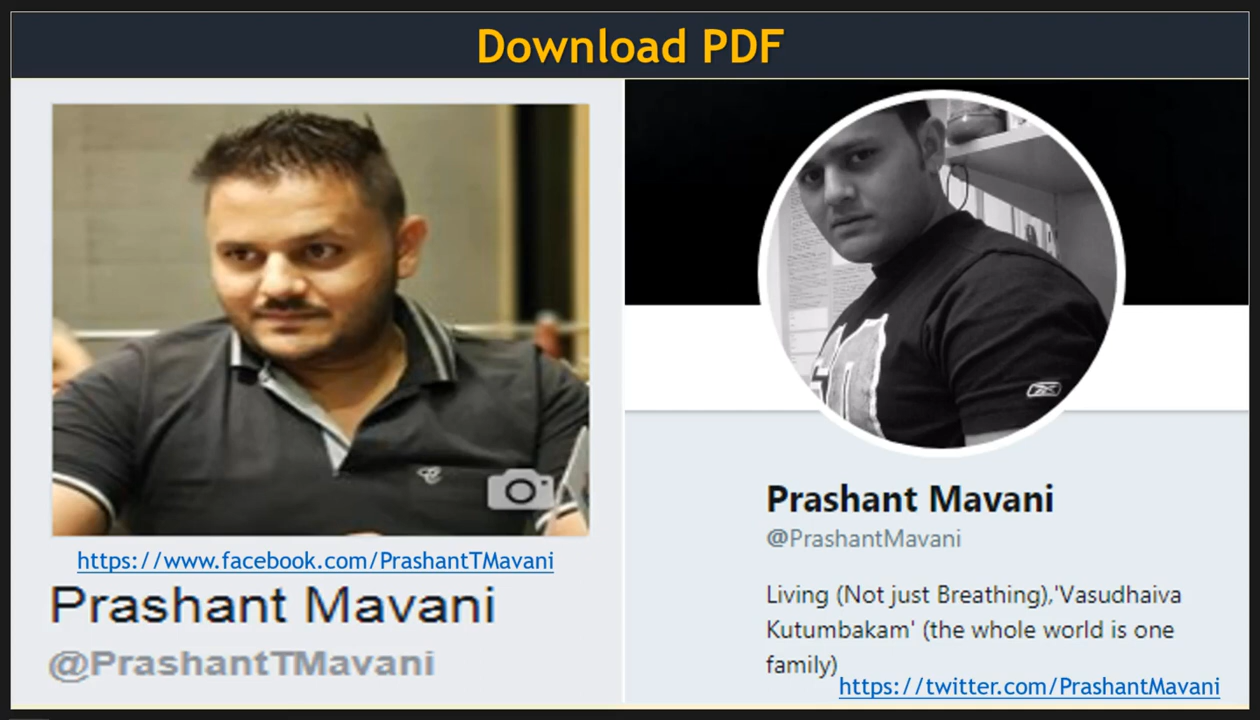 Download PDF
https://www.facebook.com/PrashantTMavani
Prashant Mavani
@PrashantTMavani
Prashant Mavani
@PrashantMavani
Living (Not just Breathing),'Vasudhaiva
Kutumbakam' (the whole world is one
family)
https://twitter.com/PrashantMavani